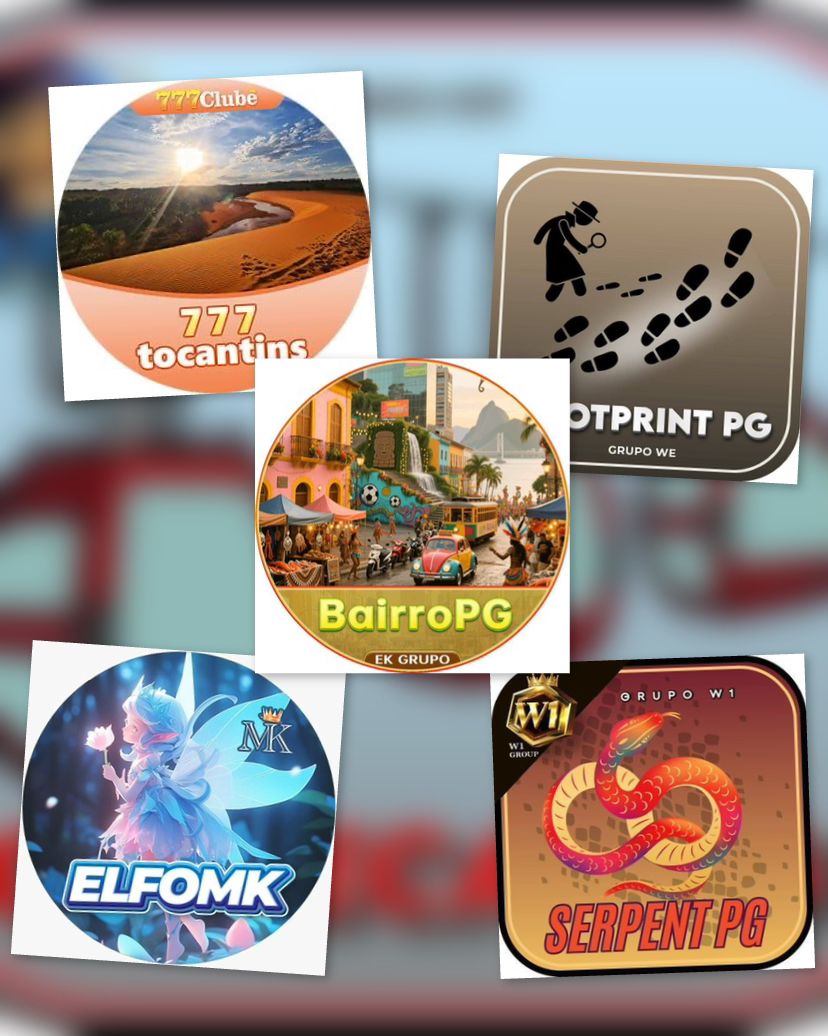 777Clube
777
tocantins
OTPRINT PG
GRUPO WE
BairroPG
EK GRUPO
MK
ELFOMK
GRUPO W1
W1
W1
GROUP
SERPENT PG